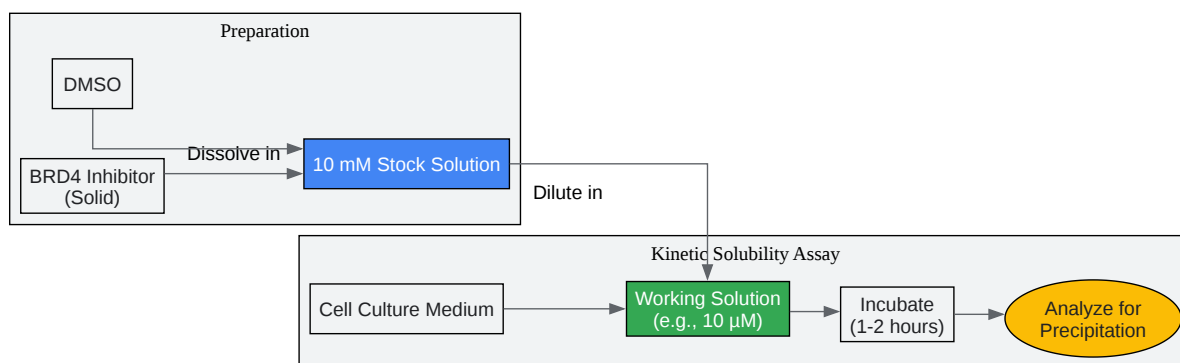 Preparation
DMSO
Dissolve in
BRD4 Inhibitor
(Solid)
10 mM Stock Solution
Dilute in
Kinetic Solubility Assay
Cell Culture Medium
Working Solution
(e.g., 10 µM)
Incubate
(1-2 hours)
Analyze for
Precipitation